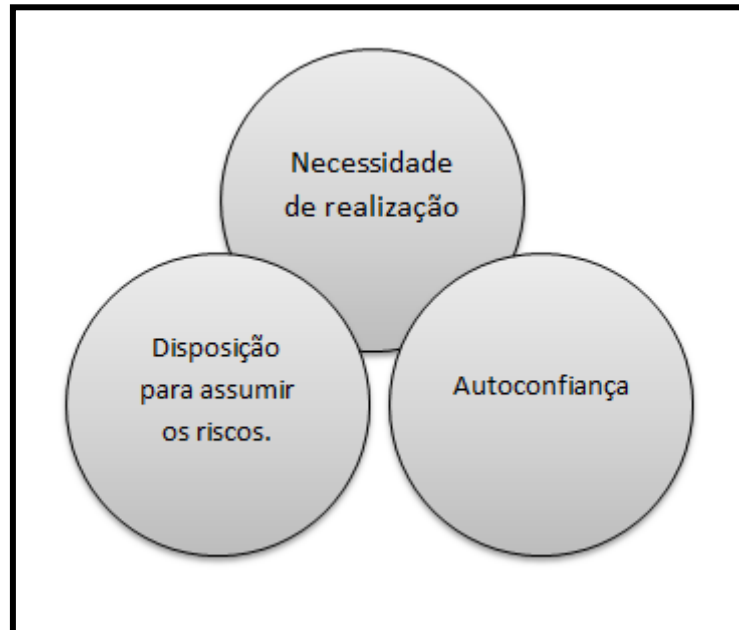 Necessidade
de realização
Disposição
para assumir
os riscos.
Autoconfiança